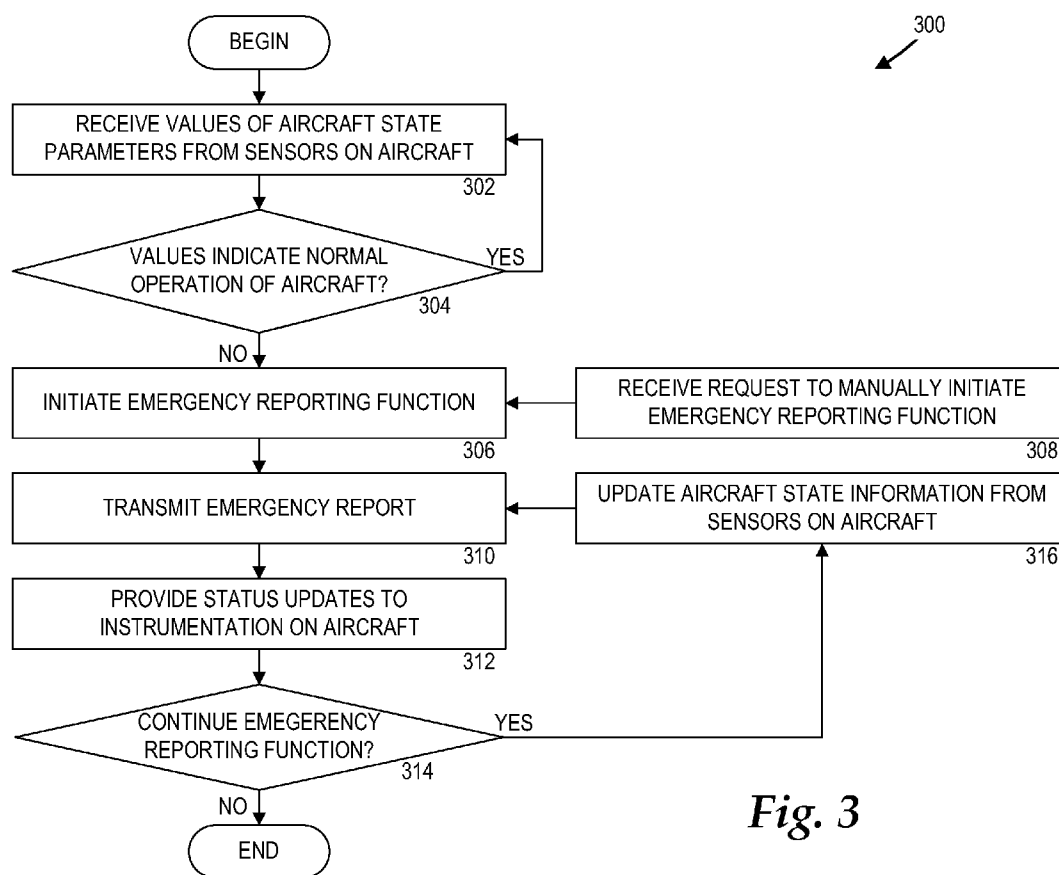 BEGIN
300
RECEIVE VALUES OF AIRCRAFT STATE
PARAMETERS FROM SENSORS ON AIRCRAFT
302
VALUES INDICATE NORMAL
OPERATION OF AIRCRAFT?
YES
304
NO
INITIATE EMERGENCY REPORTING FUNCTION
306
RECEIVE REQUEST TO MANUALLY INITIATE
EMERGENCY REPORTING FUNCTION
308
TRANSMIT EMERGENCY REPORT
310
UPDATE AIRCRAFT STATE INFORMATION FROM
SENSORS ON AIRCRAFT
316
PROVIDE STATUS UPDATES TO
INSTRUMENTATION ON AIRCRAFT
312
CONTINUE EMEGERENCY
REPORTING FUNCTION?
YES
314
NO
END
Fig. 3